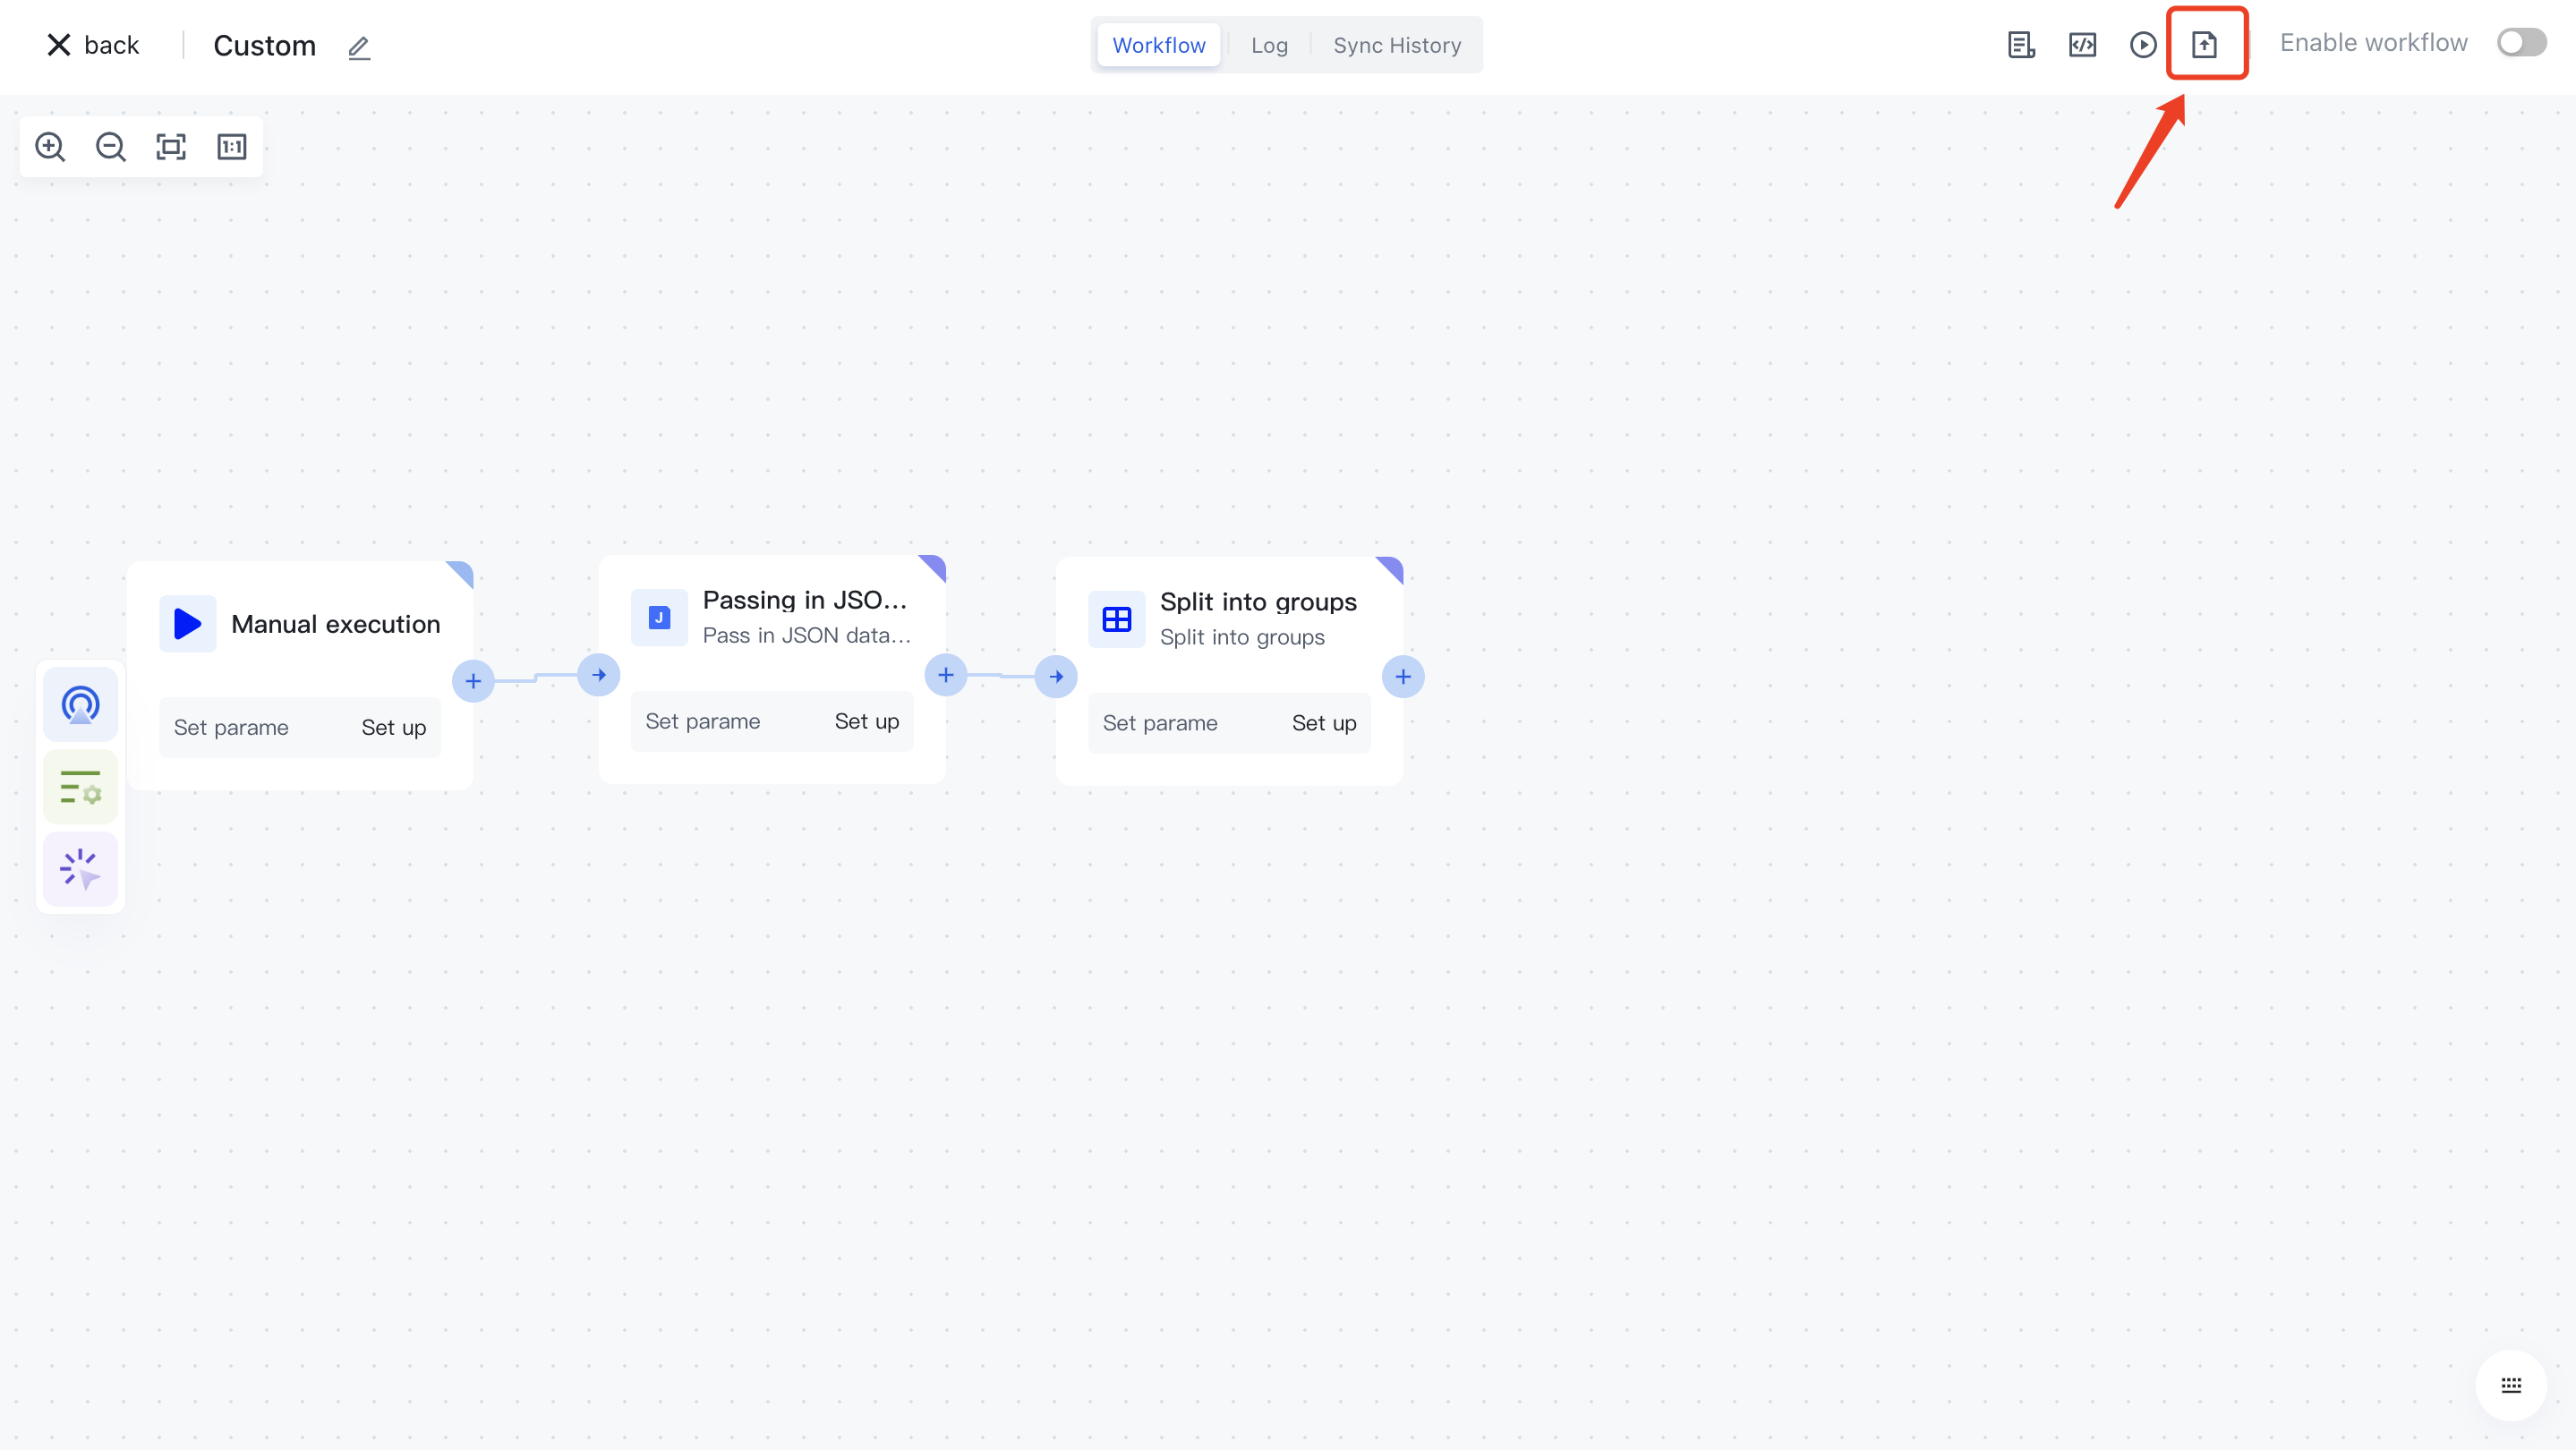 back
Custom
Workflow
Log
Sync History
Enable workflow
1:1
Manual execution
Set parame
Set up
J
Passing in JSO...
Pass in JSON data...
Set parame
Set up
Split into groups
Split into groups
Set parame
Set up